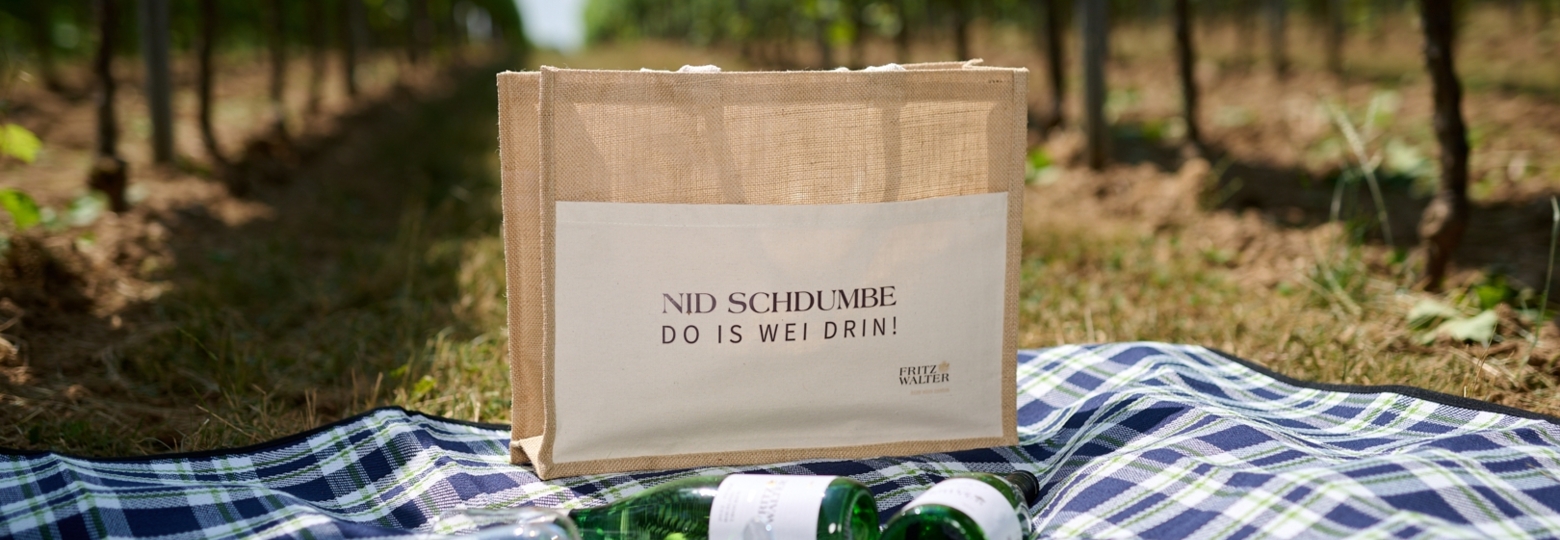 NID SCHDUMBE
DO IS WEI DRIN!
FRITZ
WALTER